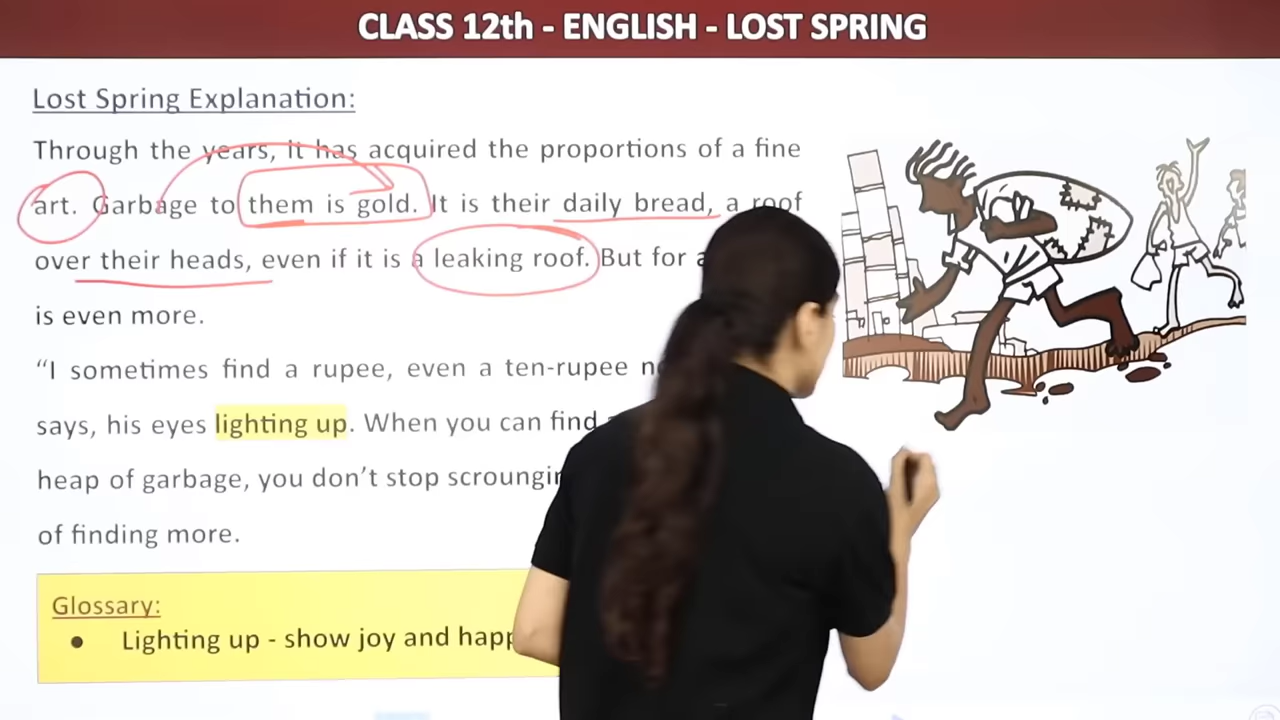 CLASS 12th - ENGLISH - LOST SPRING
Lost Spring Explanation:
Through the years, it has acquired the proportions of a fine
art. Garbage to them is gold. It is their daily bread, a roof
over their heads, even if it is a leaking roof. But for
is even more.
“I sometimes find a rupee, even a ten-rupee
says, his eyes lighting up. When you can find
heap of garbage, you don’t stop
of finding more.
Glossary:
● Lighting up - show joy and